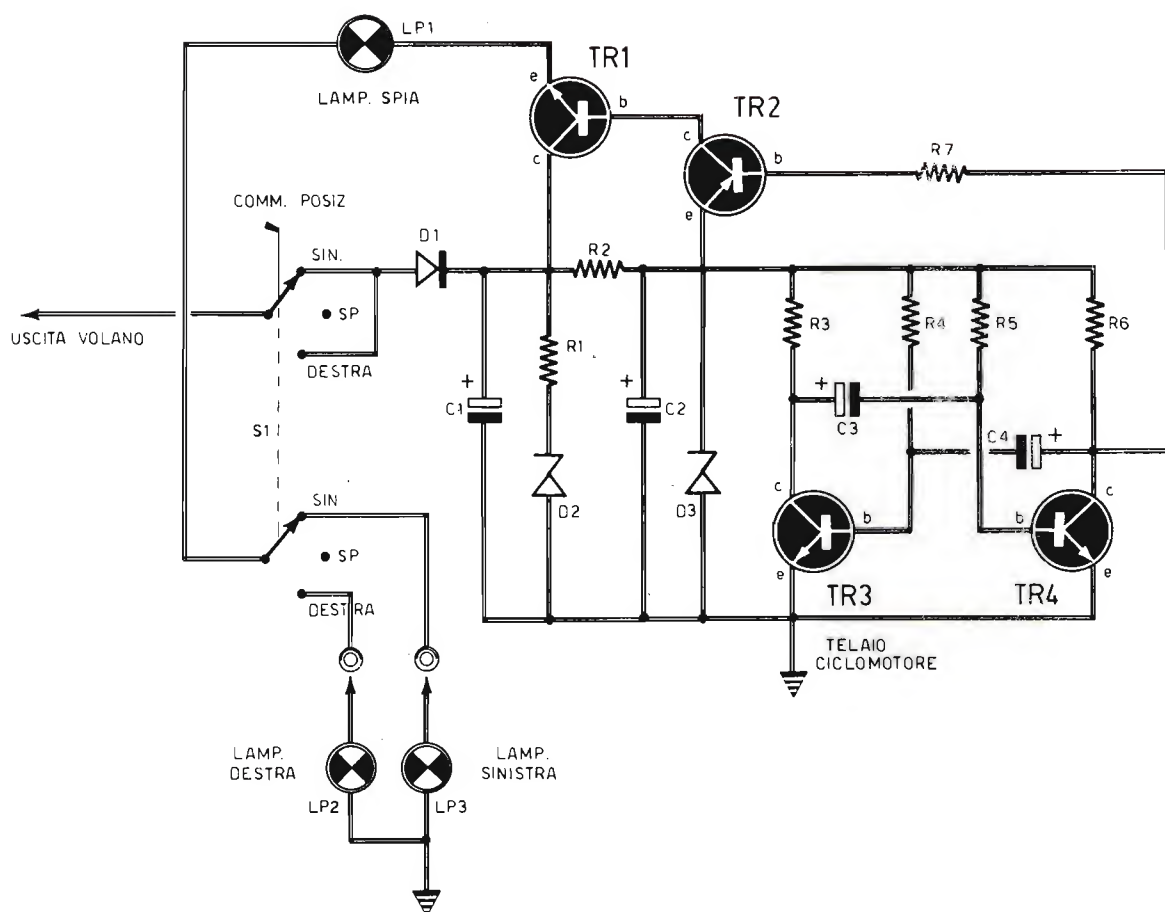 LP1
LAMP. SPIA
e
TR1
b
c
TR2
c
b
e
R7
COMM. POSIZ
SIN.
D1
R2
SP
USCITA VOLANO
DESTRA
R1
R3
R4
R5
R6
+
C1
+
C2
+
C3
C4
+
S1
D2
D3
SIN
SP
DESTRA
c
b
e
TR3
c
b
e
TR4
TELAIO
CICLOMOTORE
LAMP.
DESTRA
LP2
LAMP.
SINISTRA
LP3